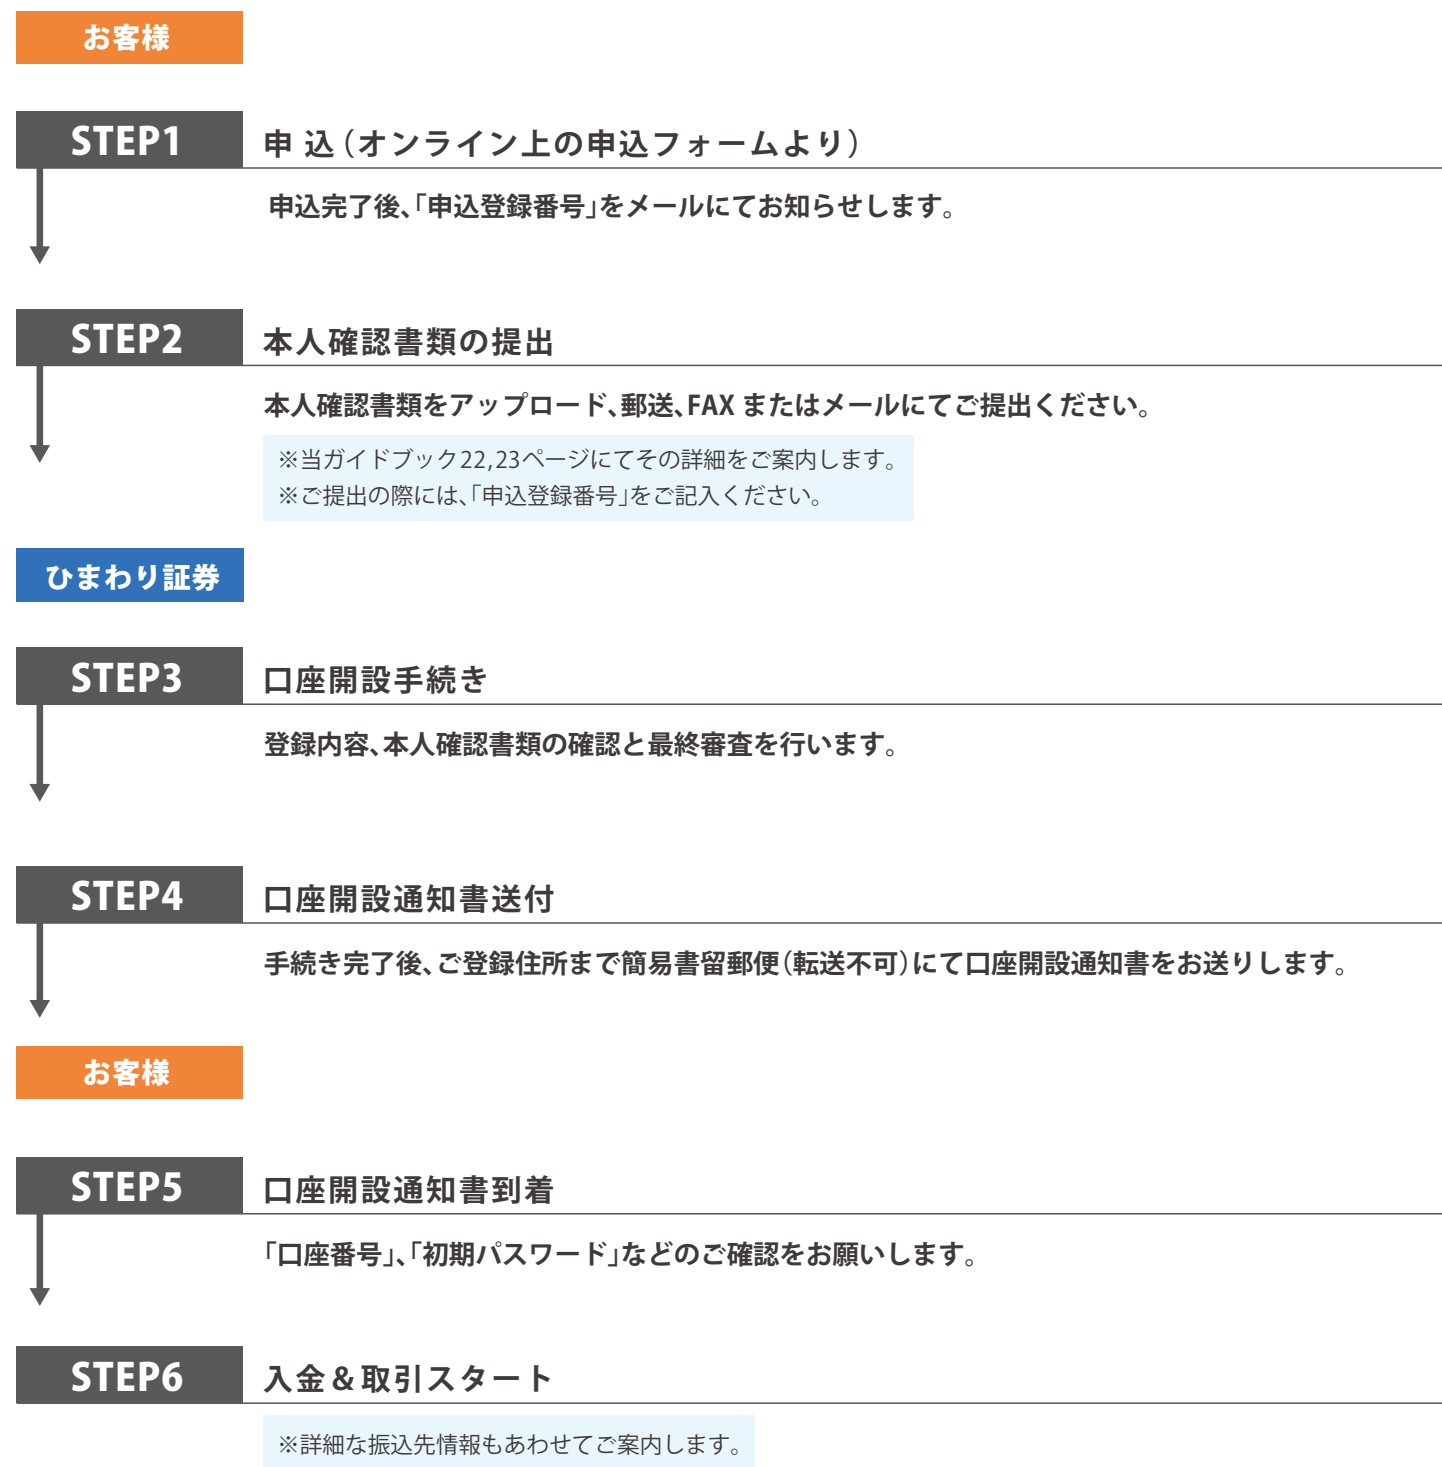 お客様
STEP1
申 込(オンライン上の申込フォームより)
申込完了後、「申込登録番号」をメールにてお知らせします。
STEP2
本人確認書類の提出
本人確認書類をアップロード、郵送、FAX またはメールにてご提出ください。
※当ガイドブック22,23ページにてその詳細をご案内します。
※ご提出の際には、「申込登録番号」をご記入ください。
ひまわり証券
STEP3
口座開設手続き
登録内容、本人確認書類の確認と最終審査を行います。
STEP4
口座開設通知書送付
手続き完了後、ご登録住所まで簡易書留郵便(転送不可)にて口座開設通知書をお送りします。
お客様
STEP5
口座開設通知書到着
「口座番号」、「初期パスワード」などのご確認をお願いします。
STEP6
入金＆取引スタート
※詳細な振込先情報もあわせてご案内します。